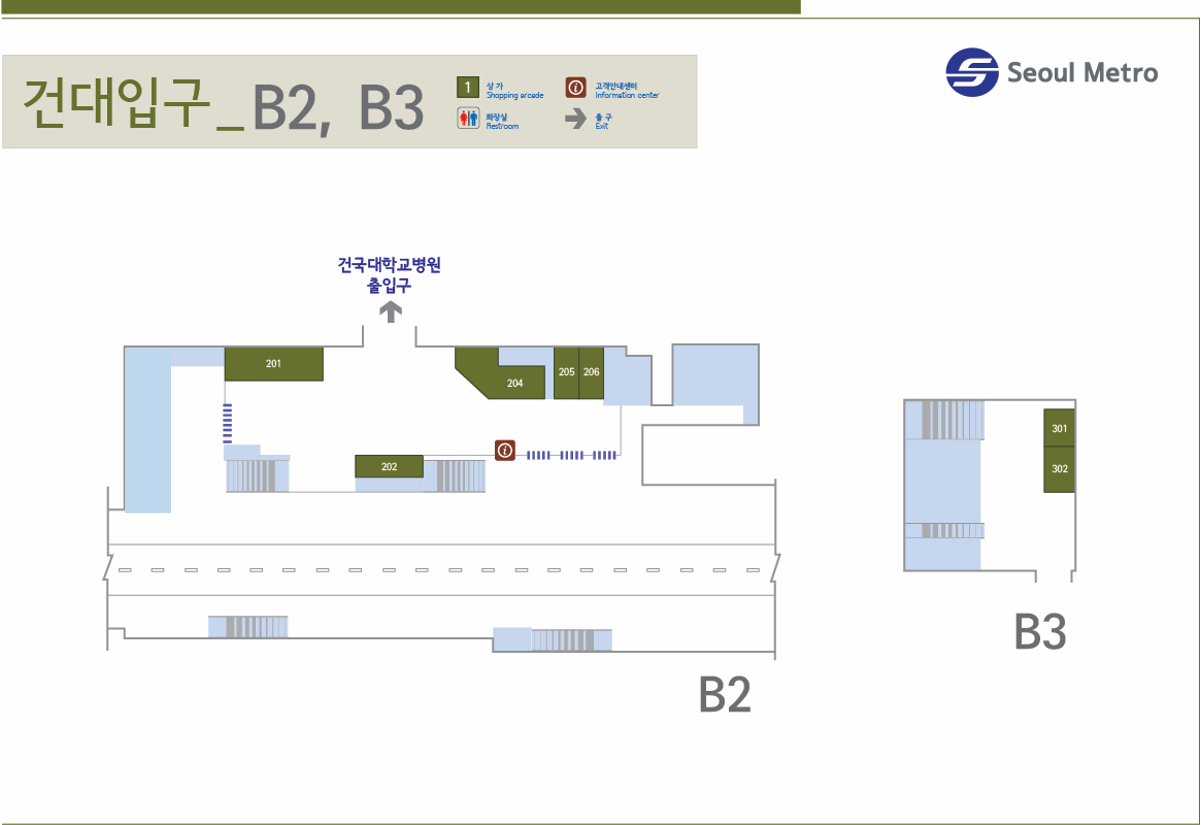 건대입구_B2, B3
1 상 가
Shopping arcade
고객안내센터
Information center
화장실
Restroom
출 구
Exit
Seoul Metro
건국대학교병원
출입구
201
204
205
206
202
B2
301
302
B3